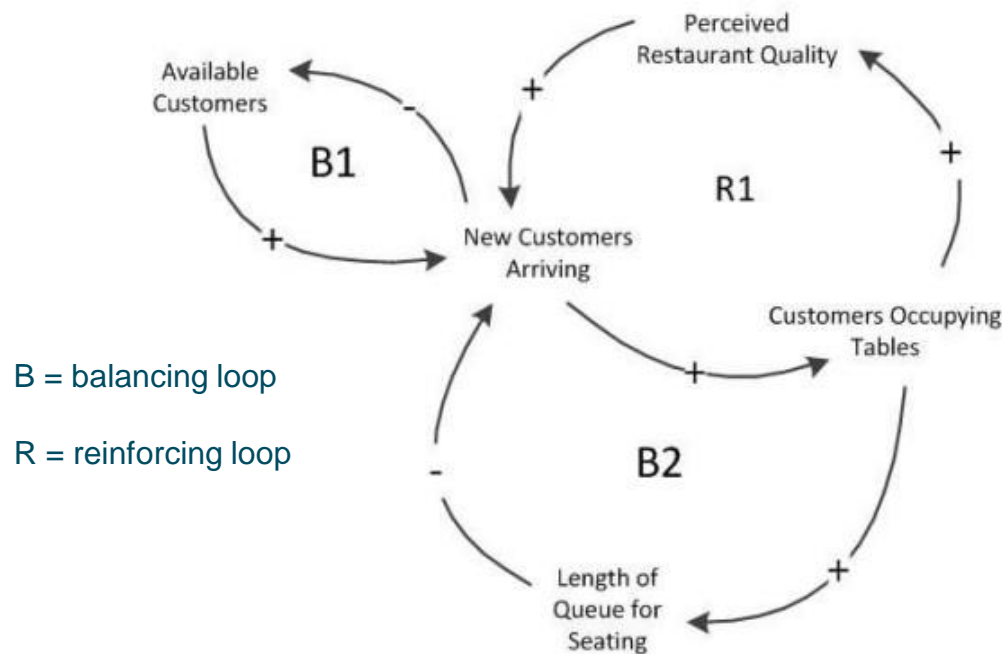 Perceived
Restaurant Quality
Available
Customers
+
-
B1
+
R1
+
New Customers
Arriving
+
Customers Occupying
Tables
+
B = balancing loop
R = reinforcing loop
B2
-
+
Length of
Queue for
Seating